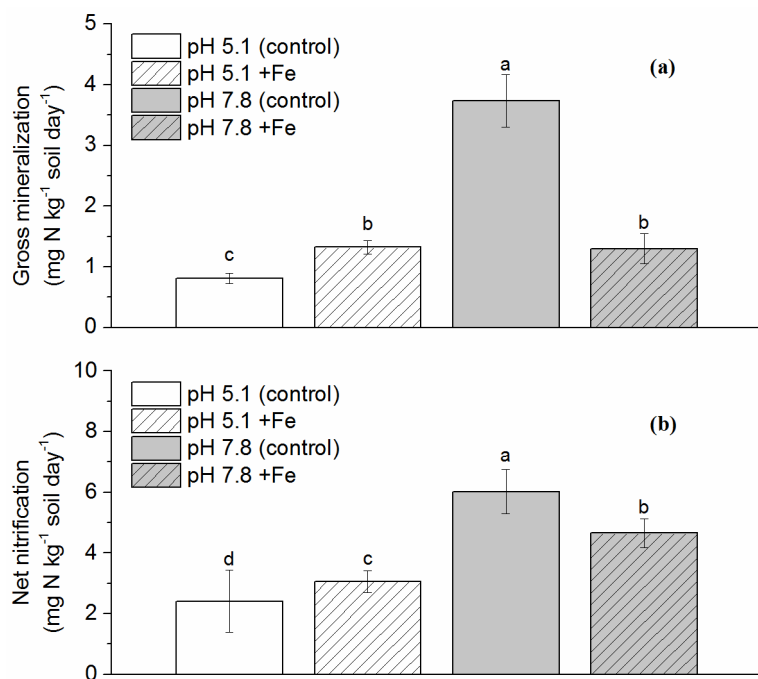 5
4
3
2
1
0
Gross mineralization
(mg N kg⁻¹ soil day⁻¹)
pH 5.1 (control)
pH 5.1 +Fe
pH 7.8 (control)
pH 7.8 +Fe
(a)
c
b
a
b
10
8
6
4
2
0
Net nitrification
(mg N kg⁻¹ soil day⁻¹)
pH 5.1 (control)
pH 5.1 +Fe
pH 7.8 (control)
pH 7.8 +Fe
(b)
d
c
a
b